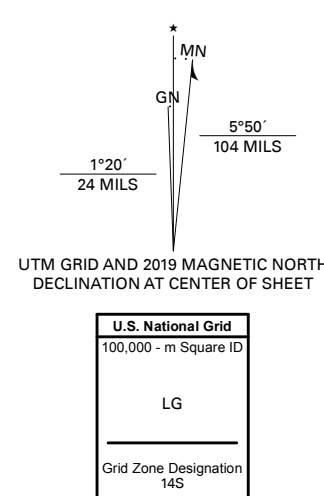 ★
MN
GN
5°50´
104 MILS
1°20´
24 MILS
UTM GRID AND 2019 MAGNETIC NORTH
DECLINATION AT CENTER OF SHEET
U.S. National Grid
100,000 - m Square ID
LG
Grid Zone Designation
14S